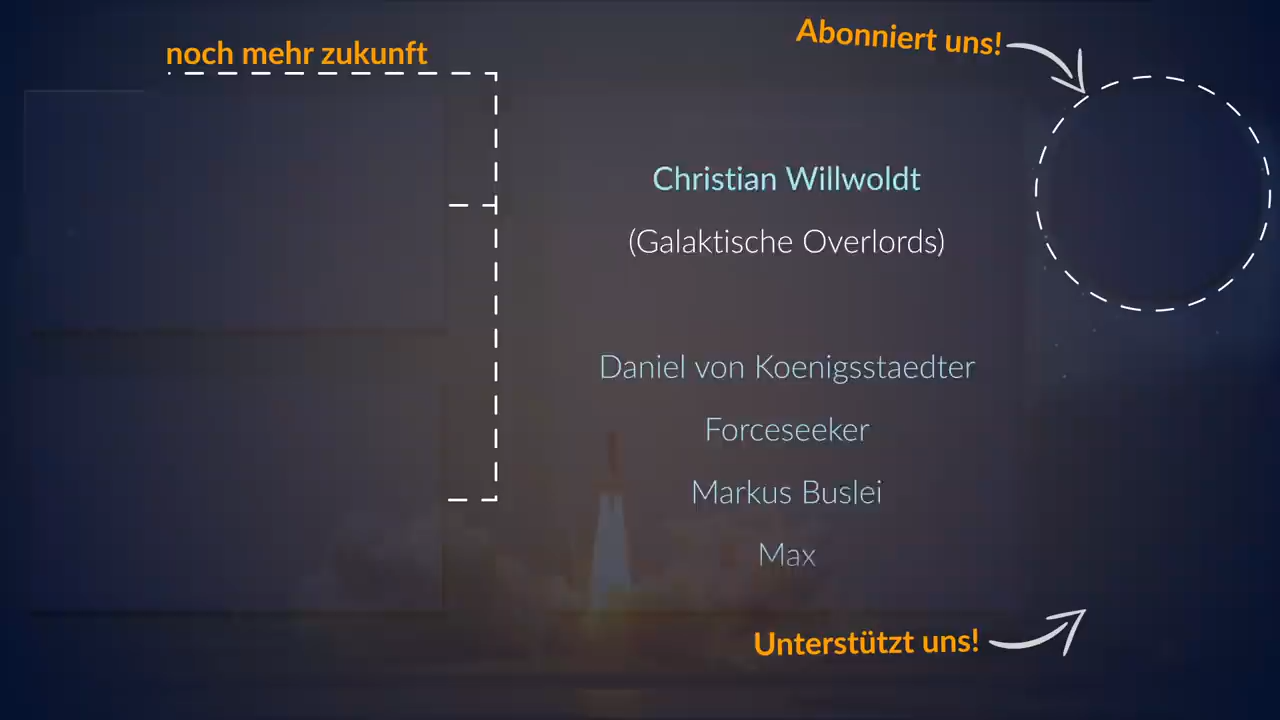 noch mehr zukunft
Abonniert uns!
Christian Willwoldt
(Galaktische Overlords)
Daniel von Koenigsstaedter
Forceseeker
Markus Buslei
Max
Unterstützt uns!